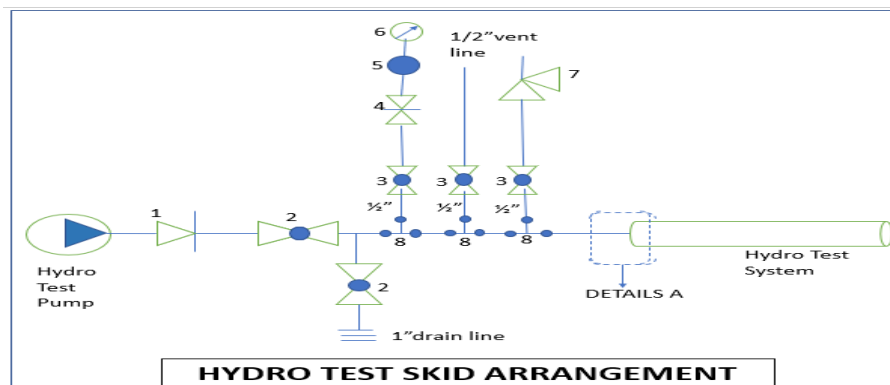 6
1/2”vent
line
5
7
4
3
3
3
½”
½”
½”
1
2
8
8
8
Hydro
Test
Pump
2
1”drain line
DETAILS A
Hydro Test
System
HYDRO TEST SKID ARRANGEMENT